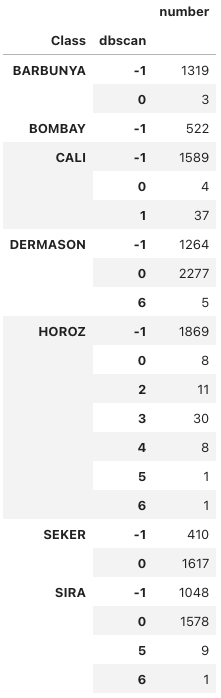 number
Class dbscan
BARBUNYA -1 1319
0 3
BOMBAY -1 522
CALI -1 1589
0 4
1 37
DERMASON -1 1264
0 2277
6 5
HOROZ -1 1869
0 8
2 11
3 30
4 8
5 1
6 1
SEKER -1 410
0 1617
SIRA -1 1048
0 1578
5 9
6 1